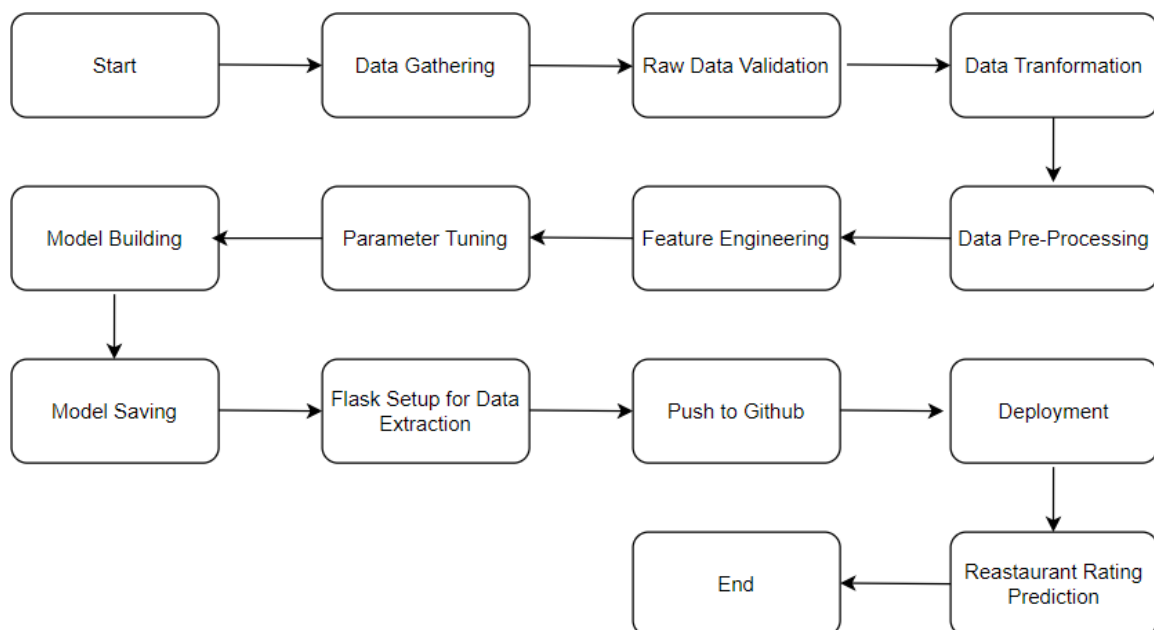 Start
Data Gathering
Raw Data Validation
Data Tranformation
Model Building
Parameter Tuning
Feature Engineering
Data Pre-Processing
Model Saving
Flask Setup for Data
Extraction
Push to Github
Deployment
End
Reastaurant Rating
Prediction